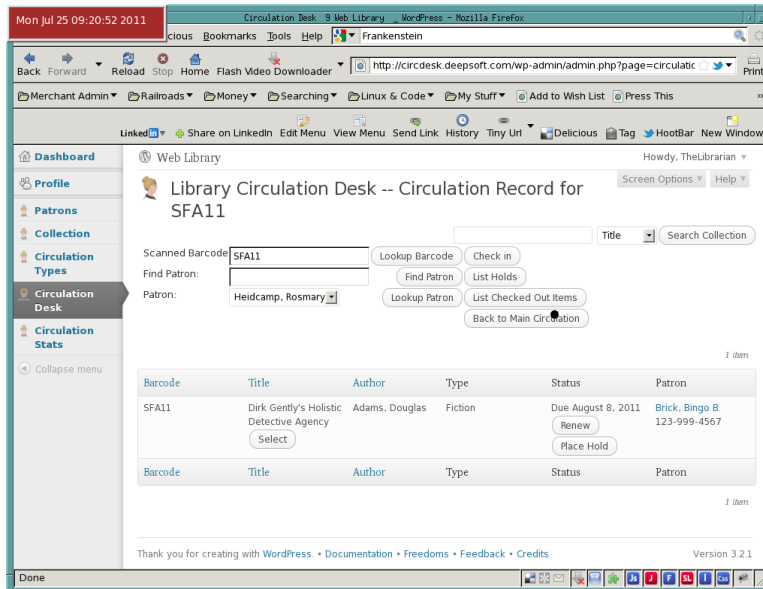 Circulation Desk 9 Web Library _ WordPress - Mozilla Firefox
Mon Jul 25 09:20:52 2011
Bookmarks Tools Help Frankenstein
Back Forward Reload Stop Home Flash Video Downloader http://circdesk.deepsoft.com/wp-admin/admin.php?page=circulatic Print
Merchant Admin Railroads Money Searching Linux & Code My Stuff Add to Wish List Press This »
Linked in Share on LinkedIn Edit Menu View Menu Send Link History Tiny Url Delicious Tag HootBar New Window
Dashboard
Profile
Patrons
Collection
Circulation
Types
Circulation
Desk
Circulation
Stats
Collapse menu
Web Library Howdy, TheLibrarian
Screen Options Help
Library Circulation Desk -- Circulation Record for
SFA11
Title Search Collection
Scanned Barcode SFA11 Lookup Barcode Check in
Find Patron: Find Patron List Holds
Patron: Heidcamp, Rosmary Lookup Patron List Checked Out Items
Back to Main Circulation
1 item
Barcode Title Author Type Status Patron
SFA11 Dirk Gently's Holistic Adams, Douglas Fiction Due August 8, 2011 Brick, Bingo B.
Detective Agency Renew 123-999-4567
Select Place Hold
Barcode Title Author Type Status Patron
1 item
Thank you for creating with WordPress. • Documentation • Freedoms • Feedback • Credits Version 3.2.1
Done Js J F SL I Css